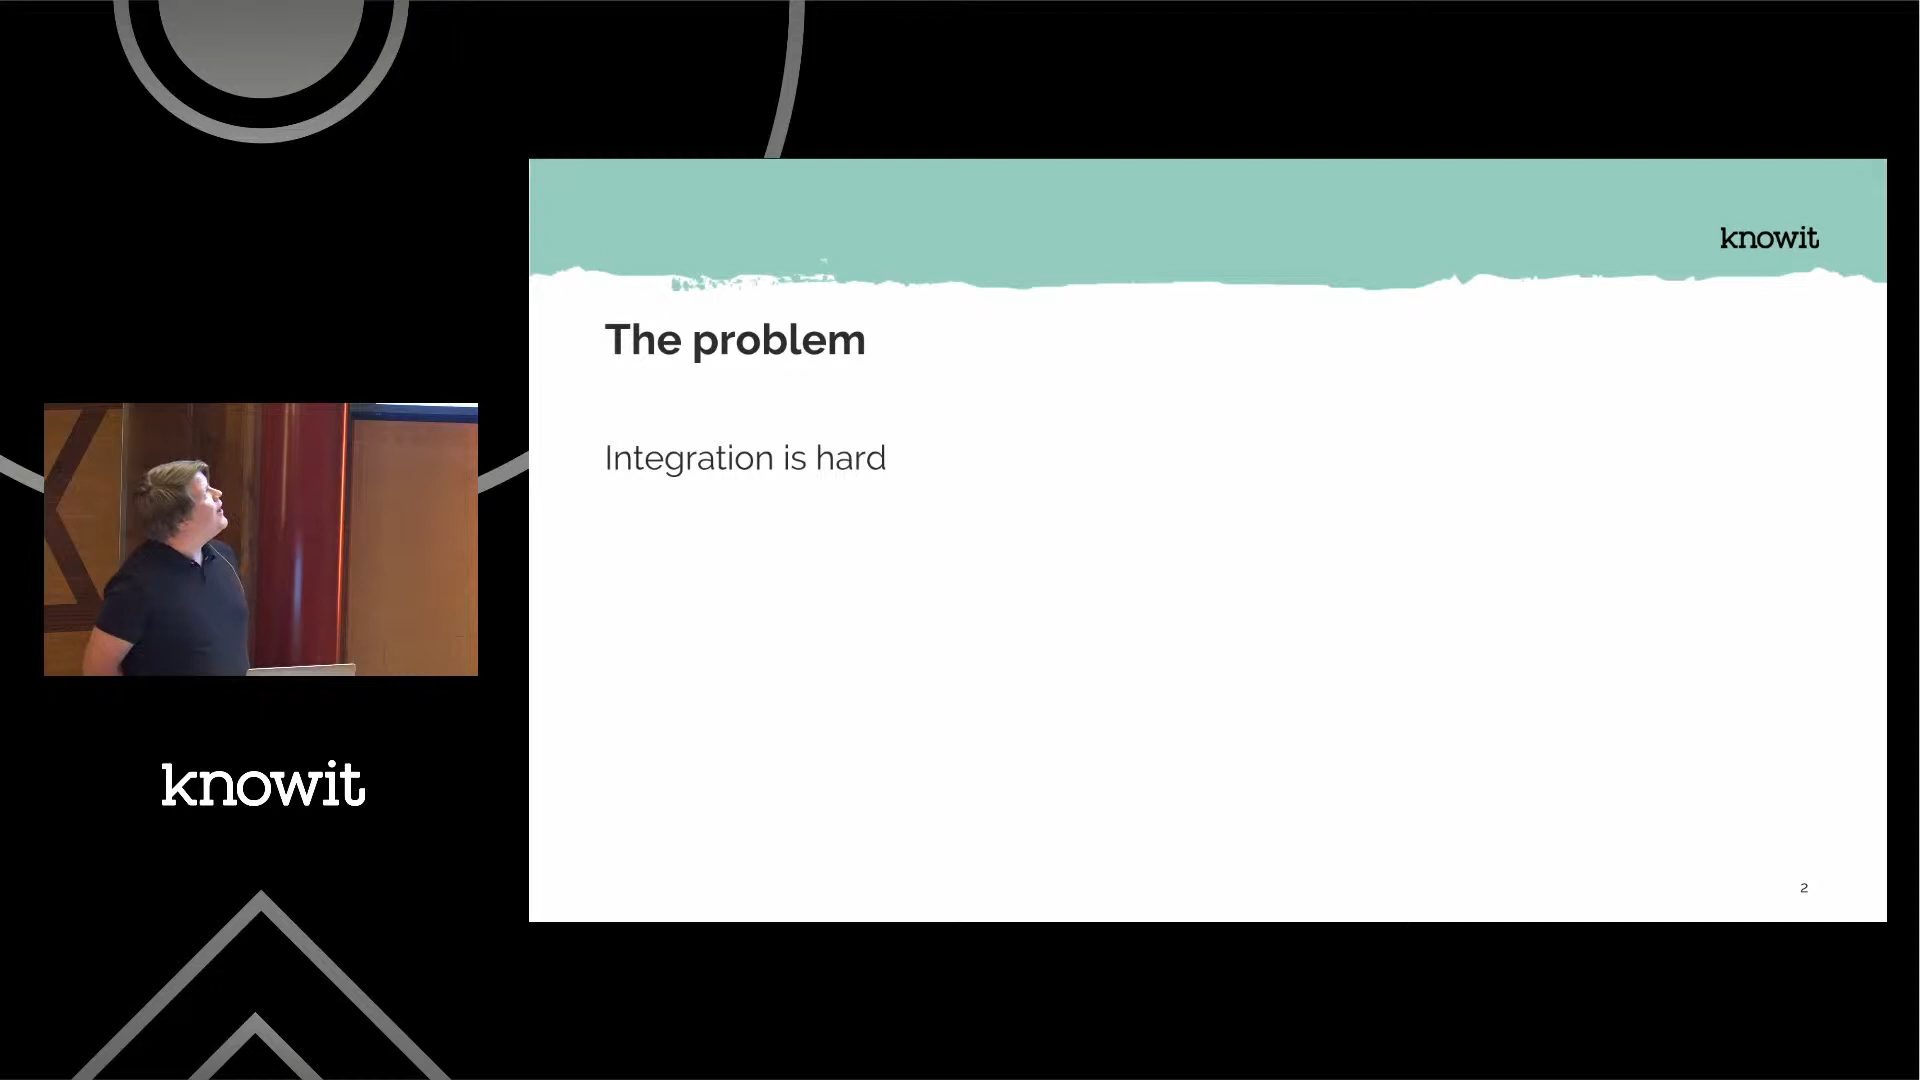 knowit
The problem
Integration is hard
2
knowit